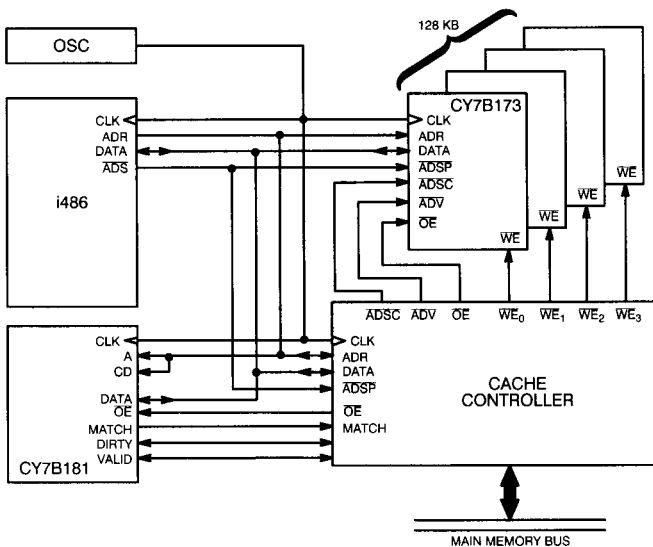 128 KB
OSC
CLK
ADR
DATA
ADS
i486
CY7B173
CLK
ADR
DATA
ADSP
ADSC
ADV
OE
WE
WE
WE
WE
ADSC
ADV
OE
WE0
WE1
WE2
WE3
CLK
A
CD
DATA
OE
MATCH
DIRTY
VALID
CY7B181
CLK
ADR
DATA
ADSP
OE
MATCH
CACHE
CONTROLLER
MAIN MEMORY BUS